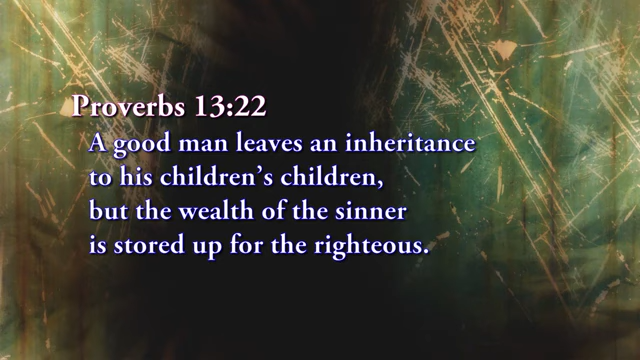 Proverbs 13:22
A good man leaves an inheritance
to his children’s children,
but the wealth of the sinner
is stored up for the righteous.